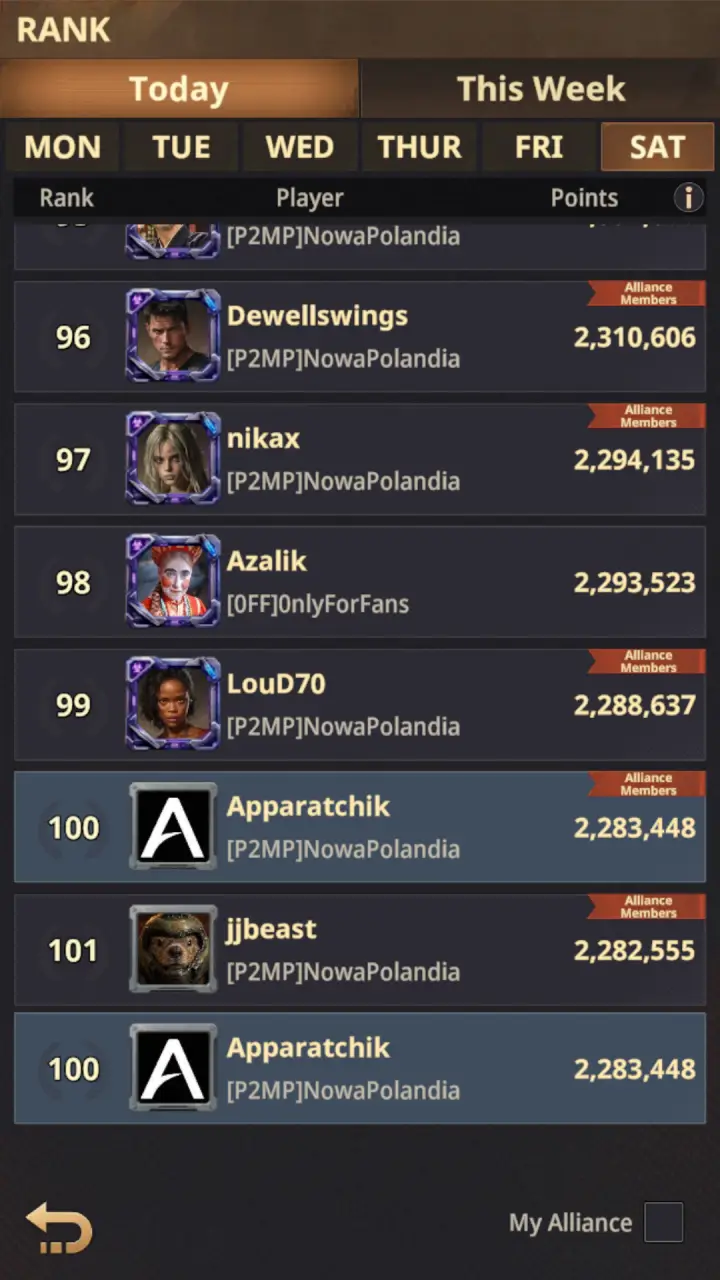 RANK
Today
This Week
MON
TUE
WED
THUR
FRI
SAT
Rank
Player
Points
[P2MP]NowaPolandia
Alliance
Members
96
Dewellswings
[P2MP]NowaPolandia
2,310,606
Alliance
Members
97
nikax
[P2MP]NowaPolandia
2,294,135
98
Azalik
[0FF]0nlyForFans
2,293,523
Alliance
Members
99
LouD70
[P2MP]NowaPolandia
2,288,637
Alliance
Members
100
Apparatchik
[P2MP]NowaPolandia
2,283,448
Alliance
Members
101
jjbeast
[P2MP]NowaPolandia
2,282,555
100
Apparatchik
[P2MP]NowaPolandia
2,283,448
My Alliance